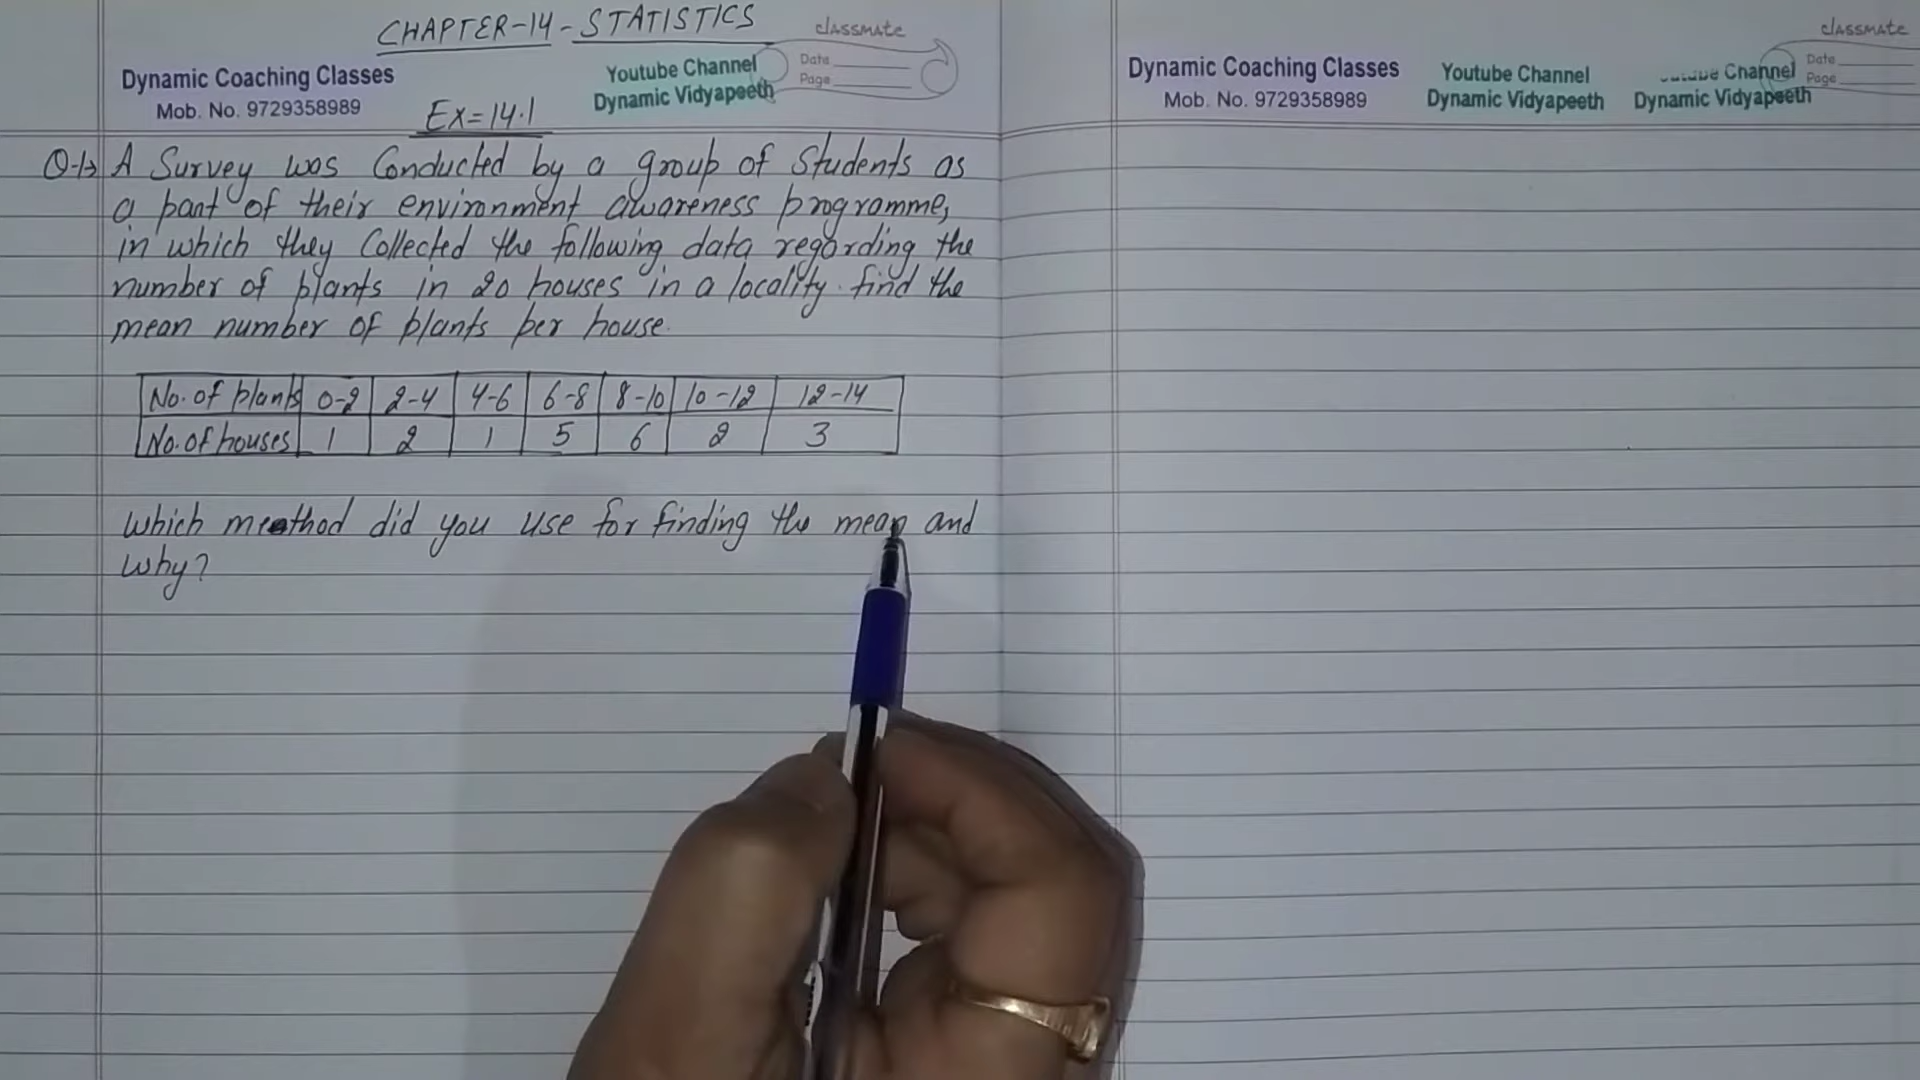 CHAPTER-14-STATISTICS
classmate
Date
Page
Dynamic Coaching Classes
Mob. No. 9729358989
Youtube Channel
Dynamic Vidyapeeth
Ex=14.1
Q-1> A Survey was Conducted by a group of Students as
a part of their environment awareness programme,
in which they Collected the following data regarding the
number of plants in 20 houses in a locality. find the
mean number of plants per house.
No. of plants 0-2 2-4 4-6 6-8 8-10 10-12 12-14
No. of houses 1 2 1 5 6 2 3
which method did you use for finding the mean and
why?
classmate
Date
Page
Dynamic Coaching Classes
Mob. No. 9729358989
Youtube Channel
Dynamic Vidyapeeth
Channel
Dynamic Vidyapeeth